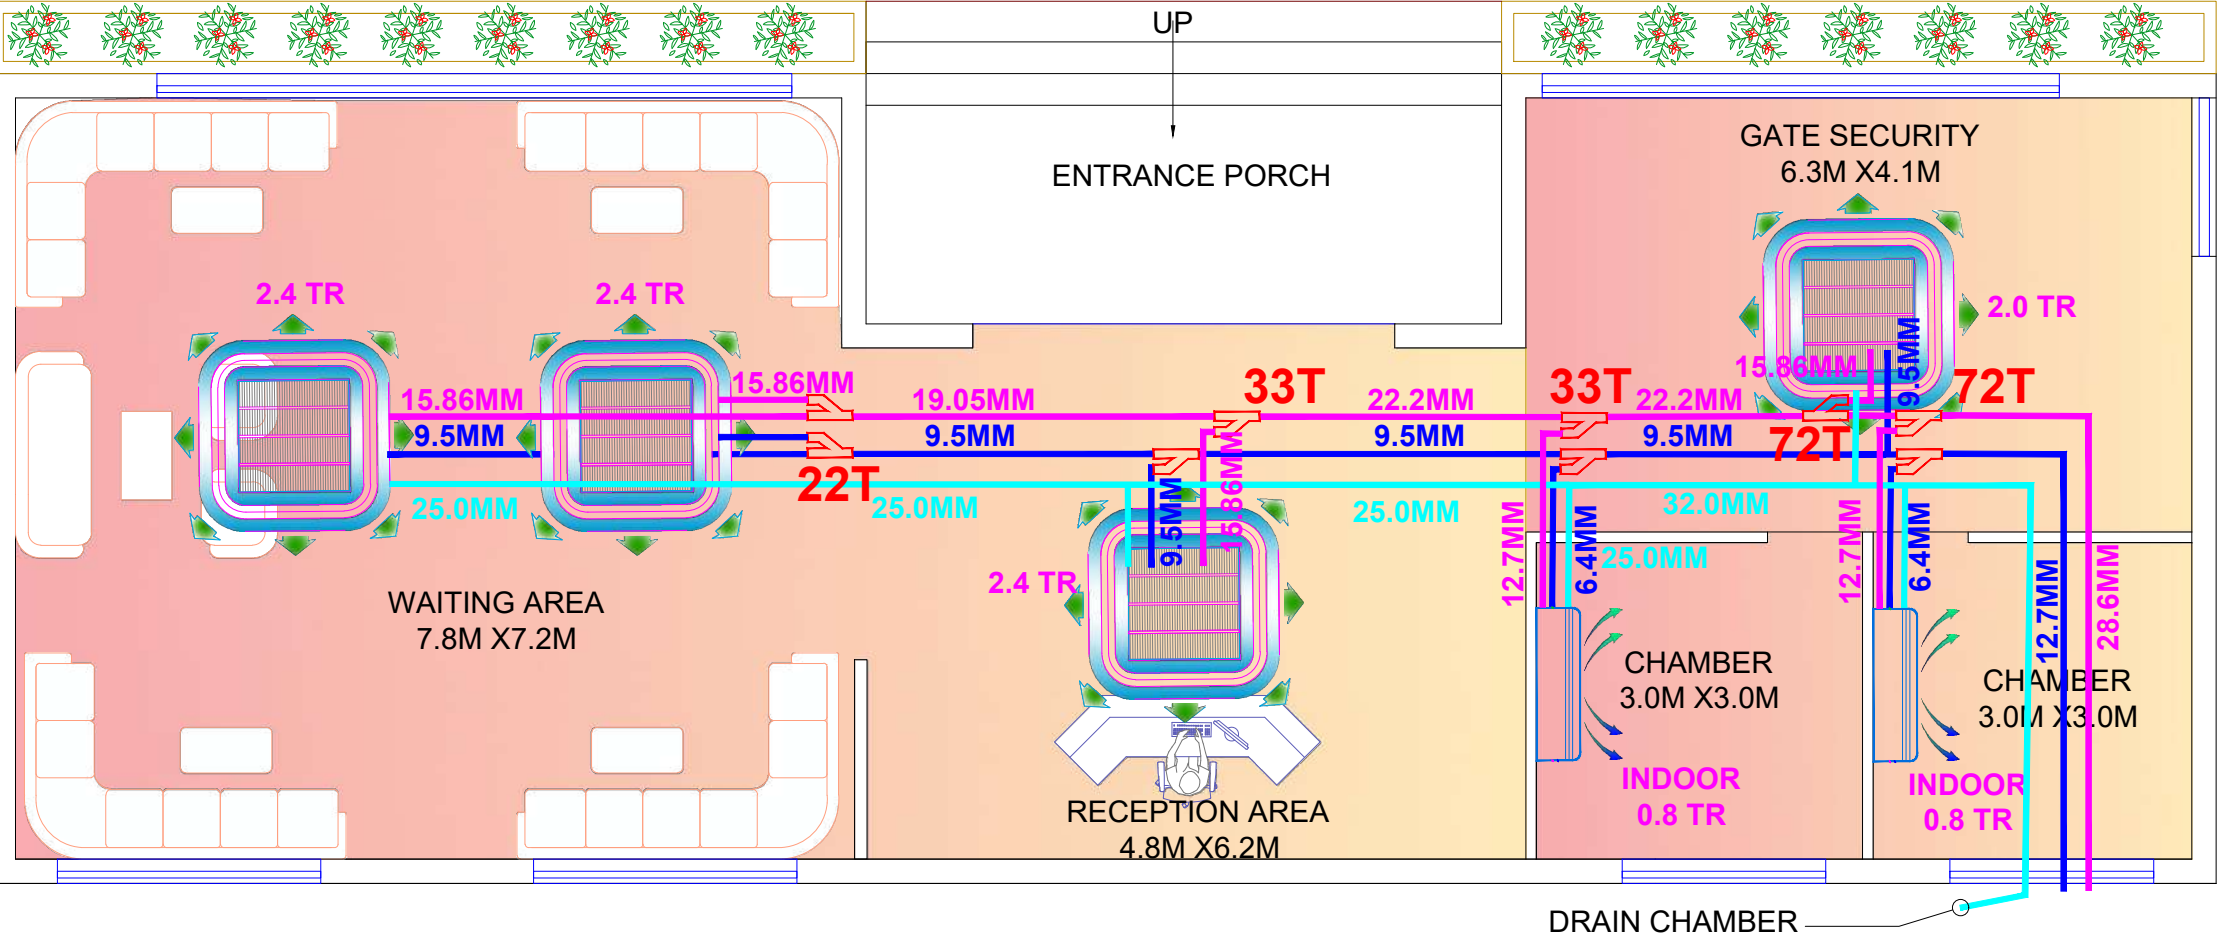 UP
ENTRANCE PORCH
GATE SECURITY
6.3M X4.1M
2.4 TR
2.4 TR
2.0 TR
15.86MM
15.86MM
19.05MM
33T
22.2MM
33T
22.2MM
15.86MM
9.5MM
72T
9.5MM
9.5MM
9.5MM
9.5MM
72T
22T
25.0MM
25.0MM
25.0MM
32.0MM
9.5MM
15.86MM
12.7MM
6.4MM
25.0MM
12.7MM
6.4MM
12.7MM
28.6MM
2.4 TR
WAITING AREA
7.8M X7.2M
CHAMBER
3.0M X3.0M
CHAMBER
3.0M X3.0M
INDOOR
0.8 TR
INDOOR
0.8 TR
RECEPTION AREA
4.8M X6.2M
DRAIN CHAMBER